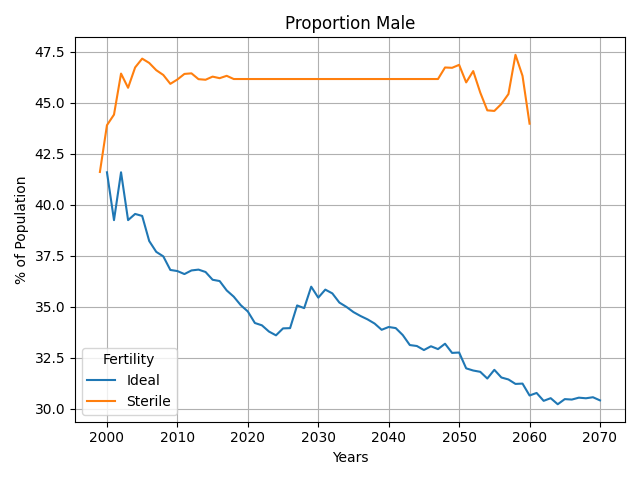 Proportion Male
% of Population
47.5
45.0
42.5
40.0
37.5
35.0
32.5
30.0
Fertility
Ideal
Sterile
2000 2010 2020 2030 2040 2050 2060 2070
Years